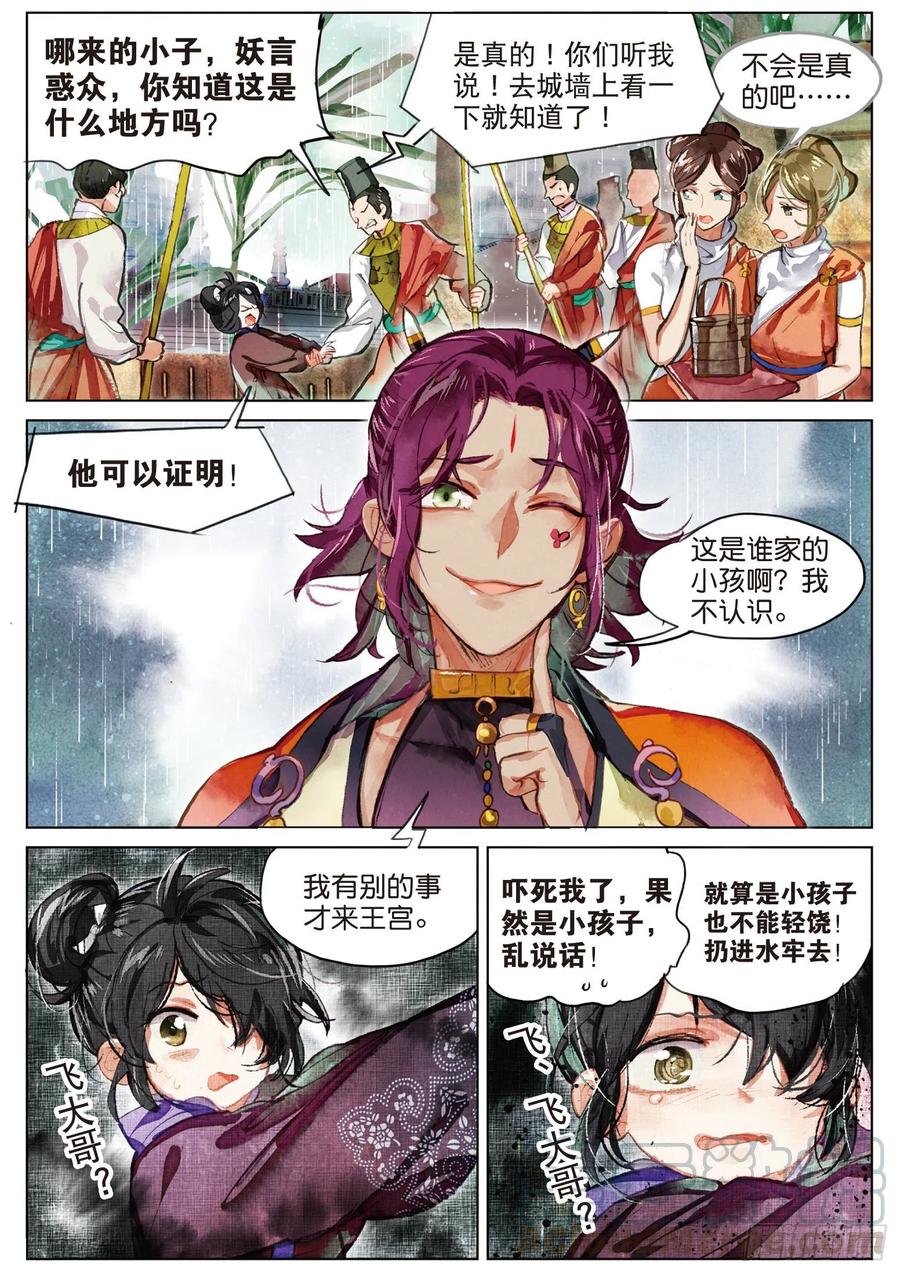 哪来的小子，妖言
惑众，你知道这是
什么地方吗？
是真的！你们听我
说！去城墙上看一
下就知道了！
不会是真
的吧……
他可以证明！
这是谁家的
小孩啊？我
不认识。
我有别的事
才来王宫。
飞大哥？
吓死我了，果
然是小孩子，
乱说话！
就算是小孩子
也不能轻饶！
扔进水牢去！
飞、飞大哥？